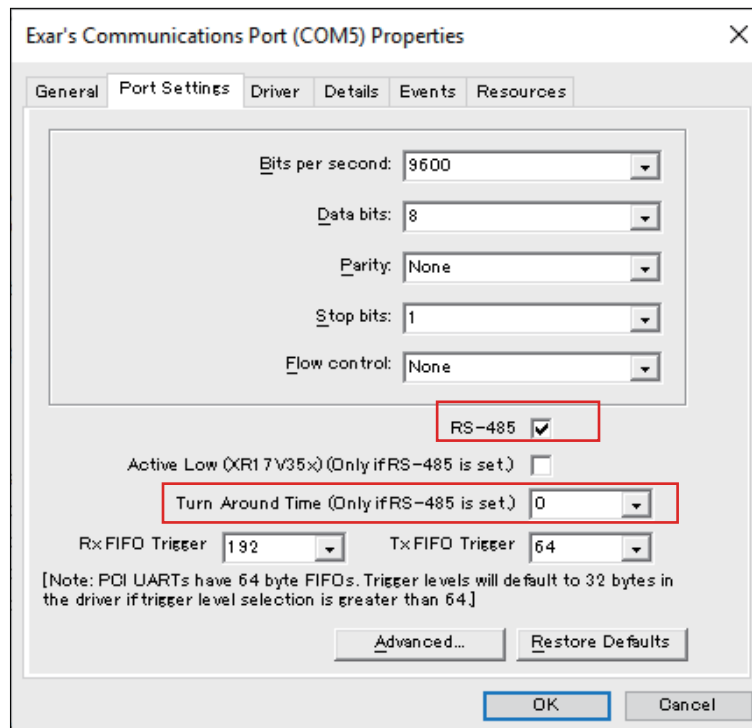 Exar's Communications Port (COM5) Properties
General Port Settings Driver Details Events Resources
Bits per second: 9600
Data bits: 8
Parity: None
Stop bits: 1
Flow control: None
RS-485
Active Low (XR17V35x) (Only if RS-485 is set.)
Turn Around Time (Only if RS-485 is set.) 0
Rx FIFO Trigger 192 Tx FIFO Trigger 64
[Note: PCI UARTs have 64 byte FIFOs. Trigger levels will default to 32 bytes in
the driver if trigger level selection is greater than 64.]
Advanced... Restore Defaults
OK Cancel